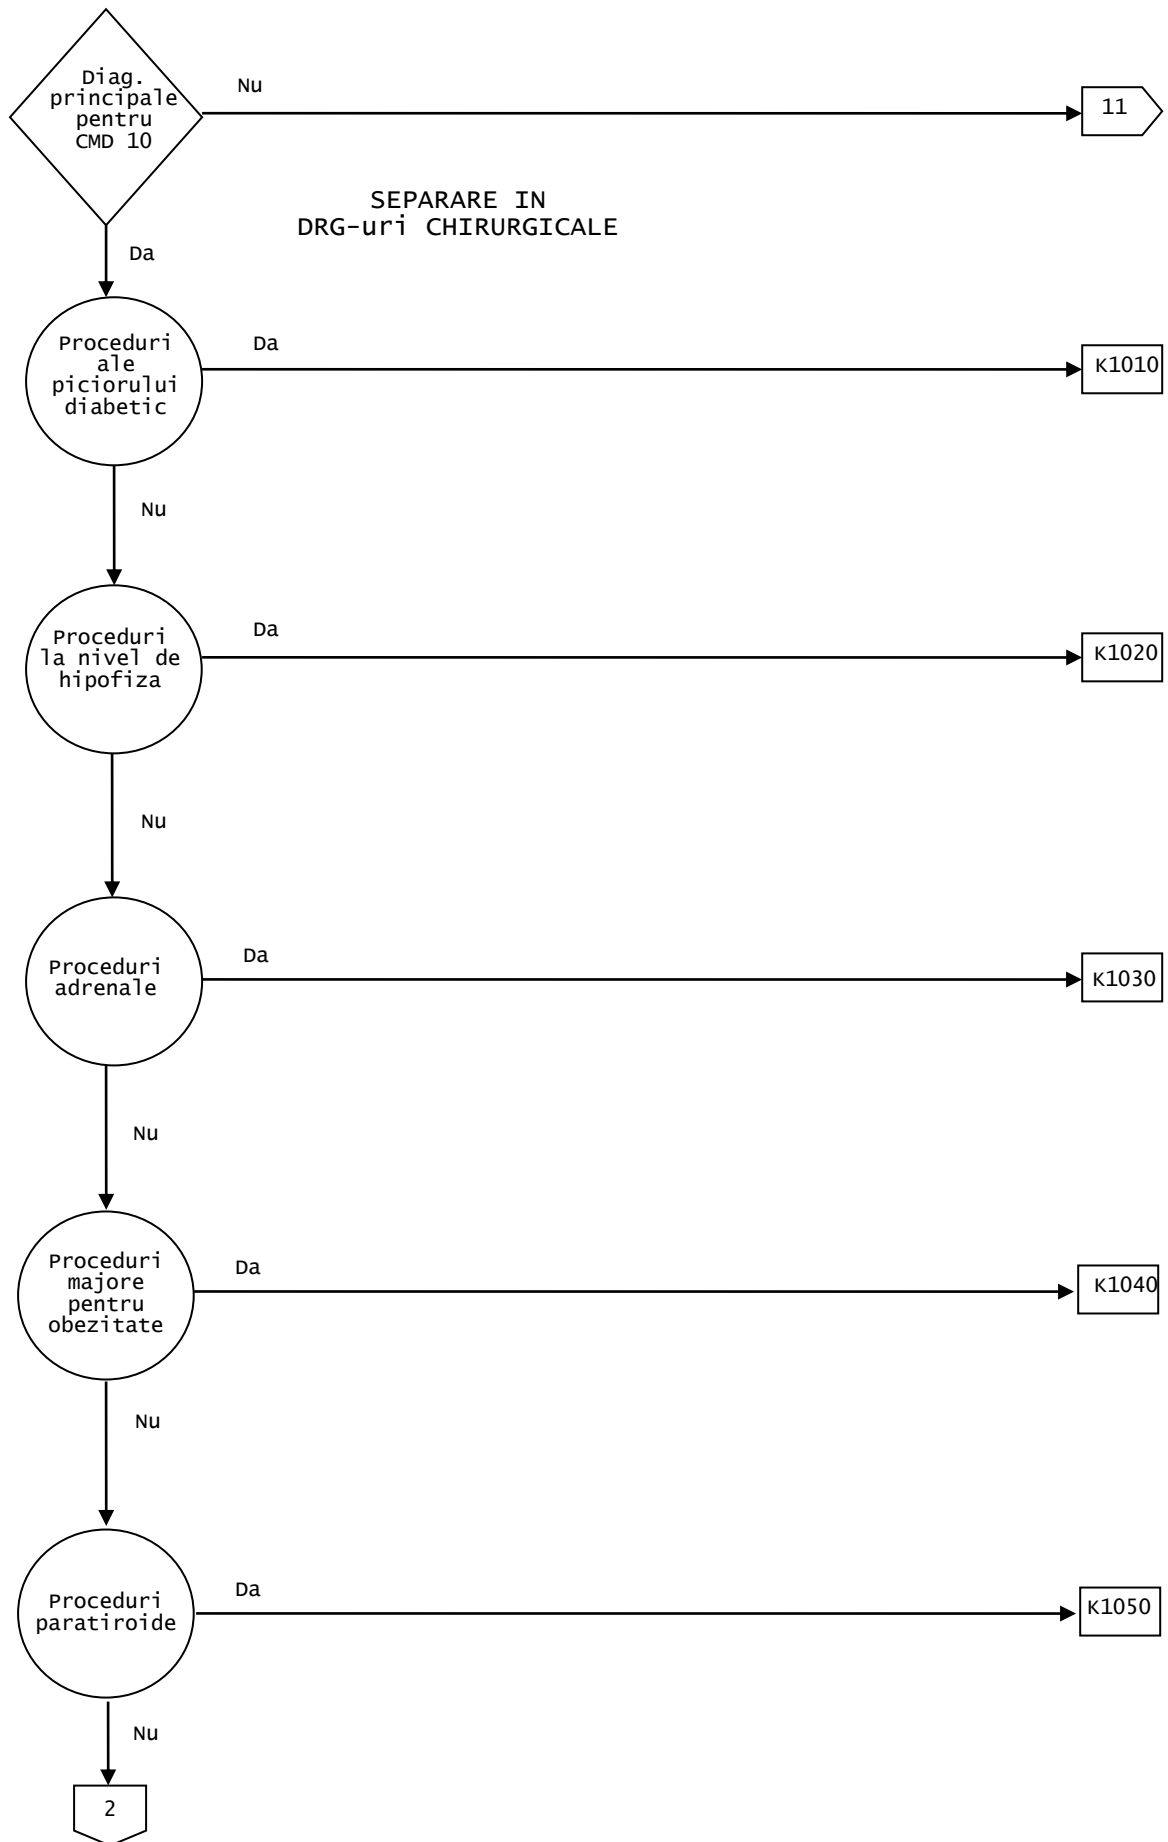 Diag.
principale
pentru
CMD 10
Nu
11
SEPARARE IN
DRG-uri CHIRURGICALE
Da
Proceduri
ale
piciorului
diabetic
Da
K1010
Nu
Proceduri
la nivel de
hipofiza
Da
K1020
Nu
Proceduri
adrenale
Da
K1030
Nu
Proceduri
majore
pentru
obezitate
Da
K1040
Nu
Proceduri
paratiroide
Da
K1050
Nu
2